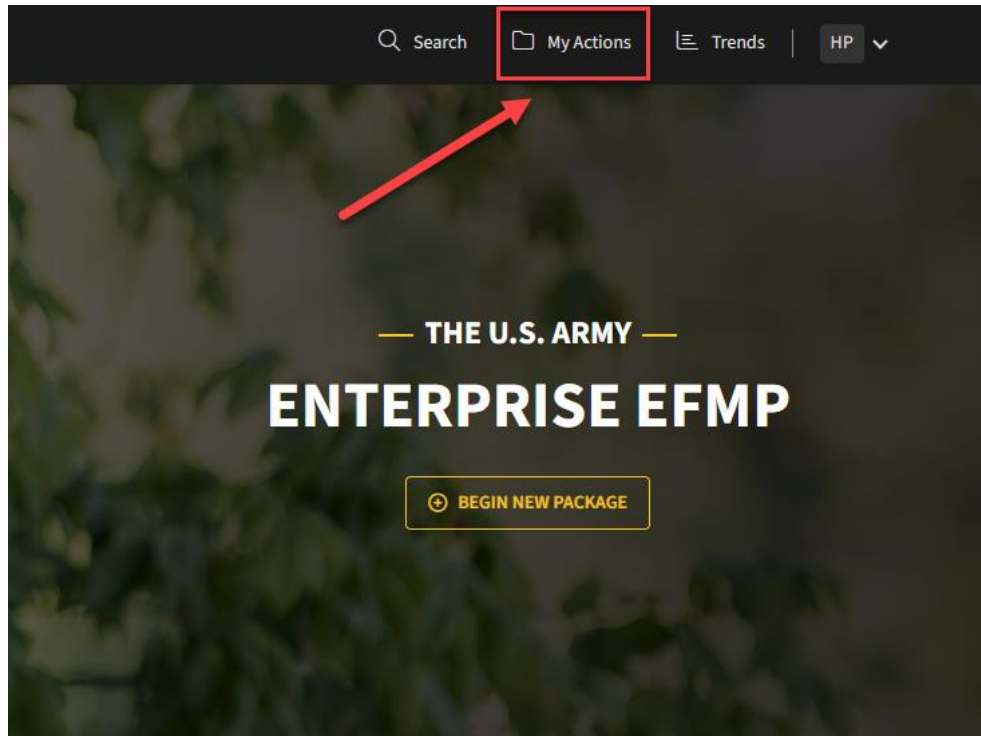 Search My Actions Trends HP
THE U.S. ARMY
ENTERPRISE EFMP
BEGIN NEW PACKAGE